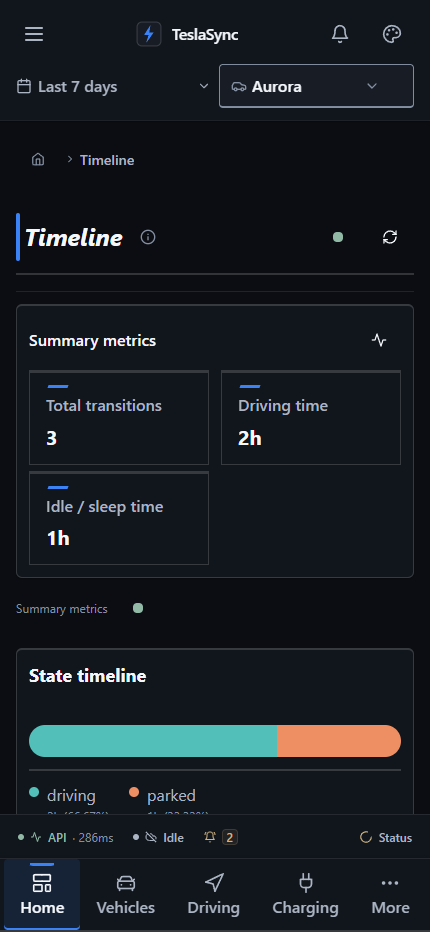 TeslaSync
Last 7 days
Aurora
Timeline
Timeline
Summary metrics
Total transitions
Driving time
3
2h
Idle / sleep time
1h
Summary metrics
State timeline
driving
parked
API · 286ms
Idle
2
Status
Home
Vehicles
Driving
Charging
More